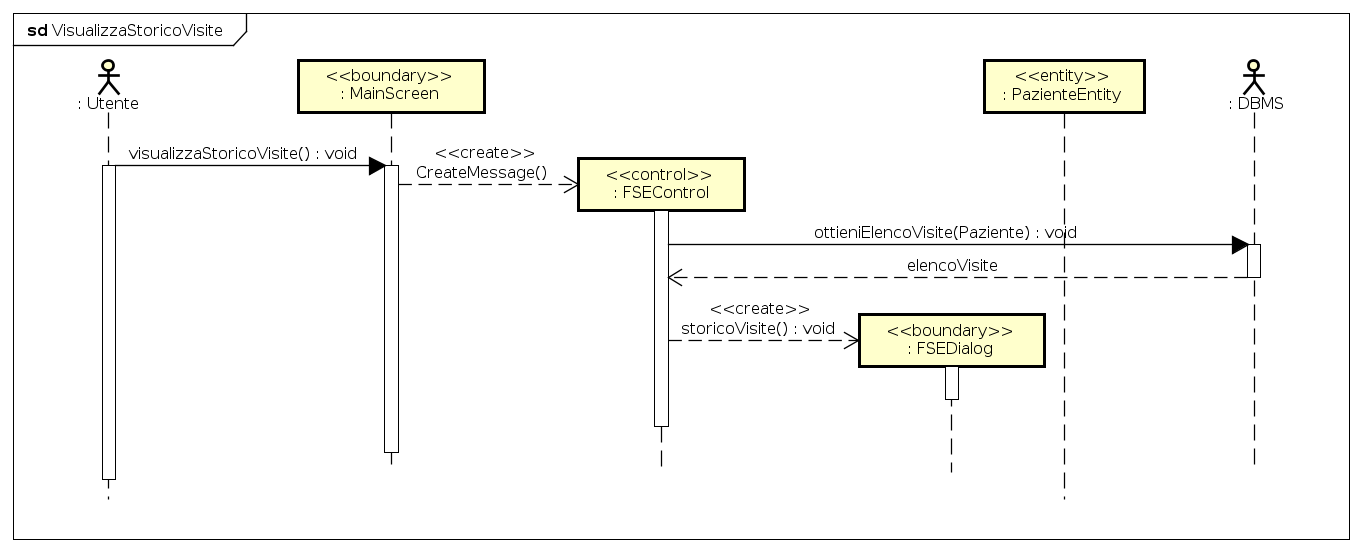 sd VisualizzaStoricoVisite
: Utente
<<boundary>>
: MainScreen
<<entity>>
: PazienteEntity
: DBMS
visualizzaStoricoVisite() : void
<<create>>
CreateMessage()
<<control>>
: FSEControl
ottieniElencoVisite(Paziente) : void
elencoVisite
<<create>>
storicoVisite() : void
<<boundary>>
: FSEDialog